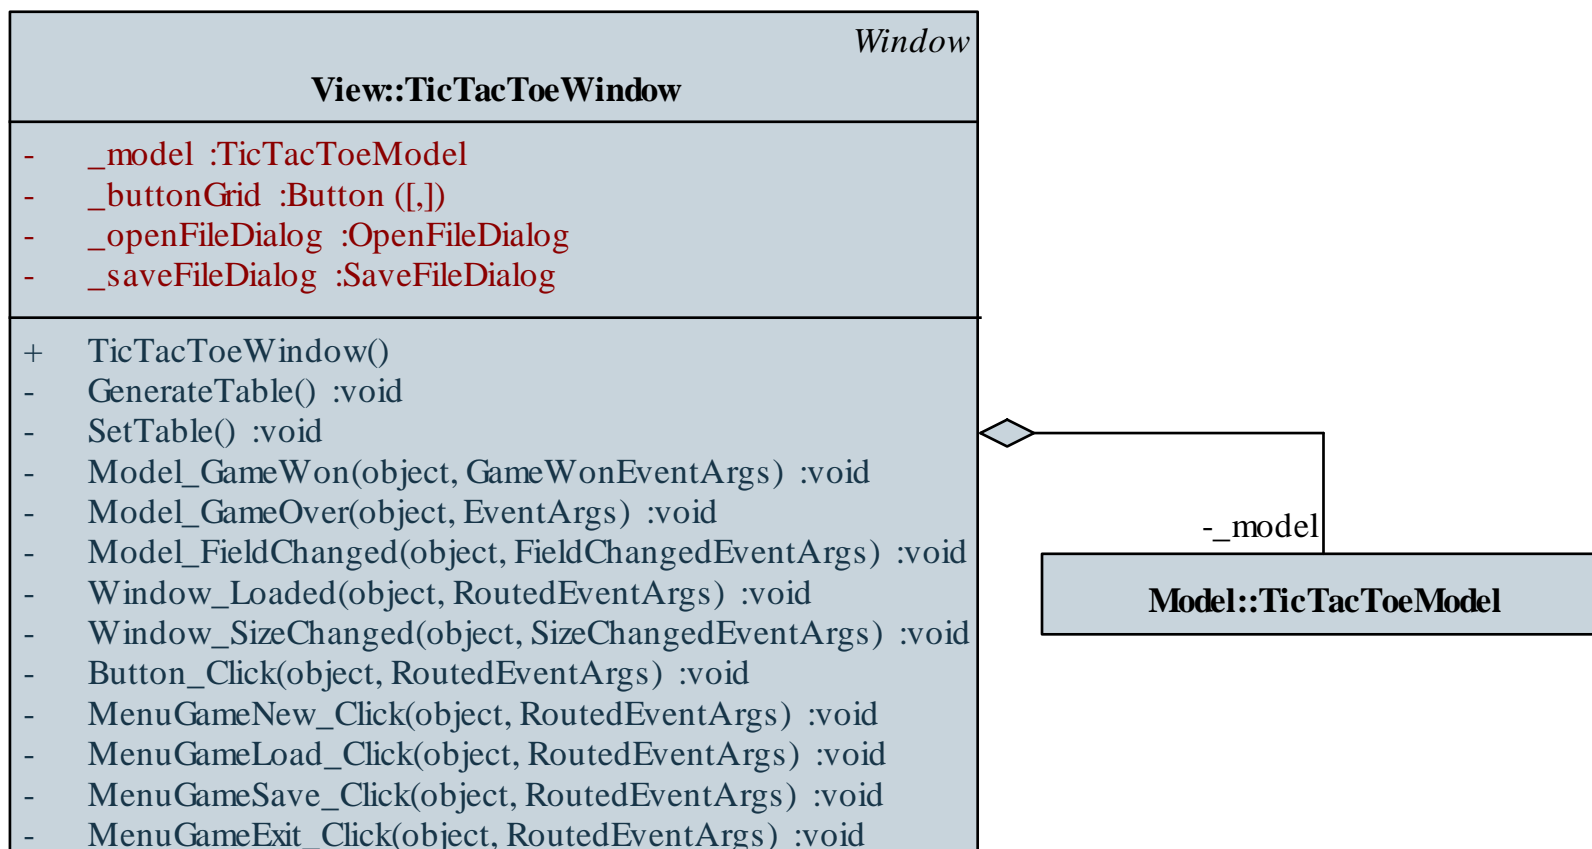 Window
View::TicTacToeWindow
- _model :TicTacToeModel
- _buttonGrid :Button ([,])
- _openFileDialog :OpenFileDialog
- _saveFileDialog :SaveFileDialog
+ TicTacToeWindow()
- GenerateTable() :void
- SetTable() :void
- Model_GameWon(object, GameWonEventArgs) :void
- Model_GameOver(object, EventArgs) :void
- Model_FieldChanged(object, FieldChangedEventArgs) :void
- Window_Loaded(object, RoutedEventArgs) :void
- Window_SizeChanged(object, SizeChangedEventArgs) :void
- Button_Click(object, RoutedEventArgs) :void
- MenuGameNew_Click(object, RoutedEventArgs) :void
- MenuGameLoad_Click(object, RoutedEventArgs) :void
- MenuGameSave_Click(object, RoutedEventArgs) :void
- MenuGameExit_Click(object, RoutedEventArgs) :void
-_model
Model::TicTacToeModel